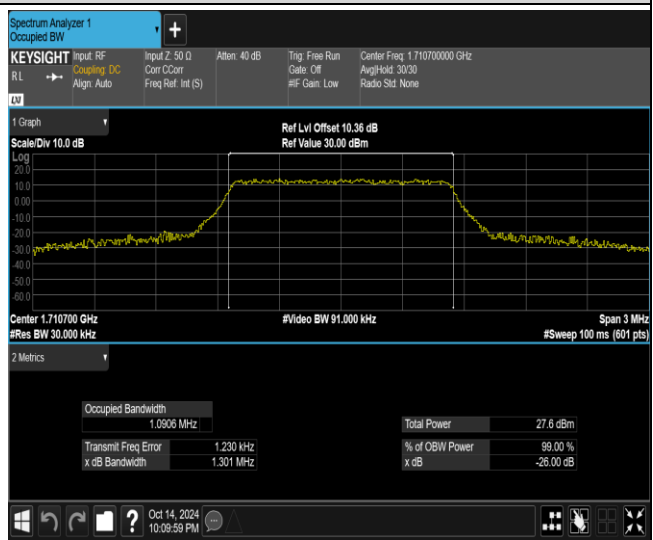 Spectrum Analyzer 1
Occupied BW
+
KEYSIGHT Input: RF Input Z: 50 Ω Atten: 40 dB Trig: Free Run Center Freq: 1.710700000 GHz
R L Coupling: DC Corr CCorr Gate: Off Avg|Hold: 30/30
Align: Auto Freq Ref: Int (S) #IF Gain: Low Radio Std: None
LXI
1 Graph
Ref Lvl Offset 10.36 dB
Scale/Div 10.0 dB Ref Value 30.00 dBm
Log
20.0
10.0
0.00
-10.0
-20.0
-30.0
-40.0
-50.0
-60.0
Center 1.710700 GHz #Video BW 91.000 kHz Span 3 MHz
#Res BW 30.000 kHz #Sweep 100 ms (601 pts)
2 Metrics
Occupied Bandwidth
1.0906 MHz Total Power 27.6 dBm
Transmit Freq Error 1.230 kHz % of OBW Power 99.00 %
x dB Bandwidth 1.301 MHz x dB -26.00 dB
? Oct 14, 2024
10:09:59 PM